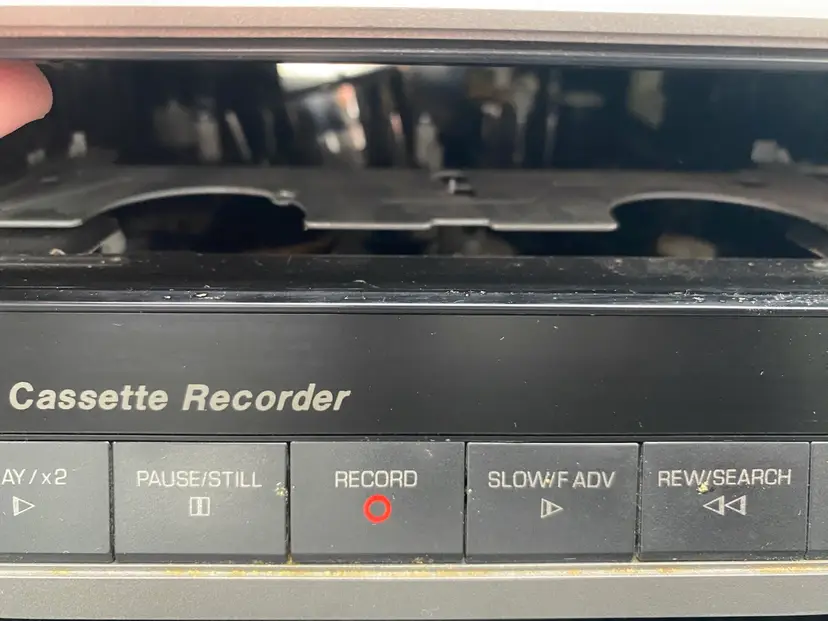 Cassette Recorder
AY/x2
PAUSE/STILL
RECORD
SLOW/F ADV
REW/SEARCH